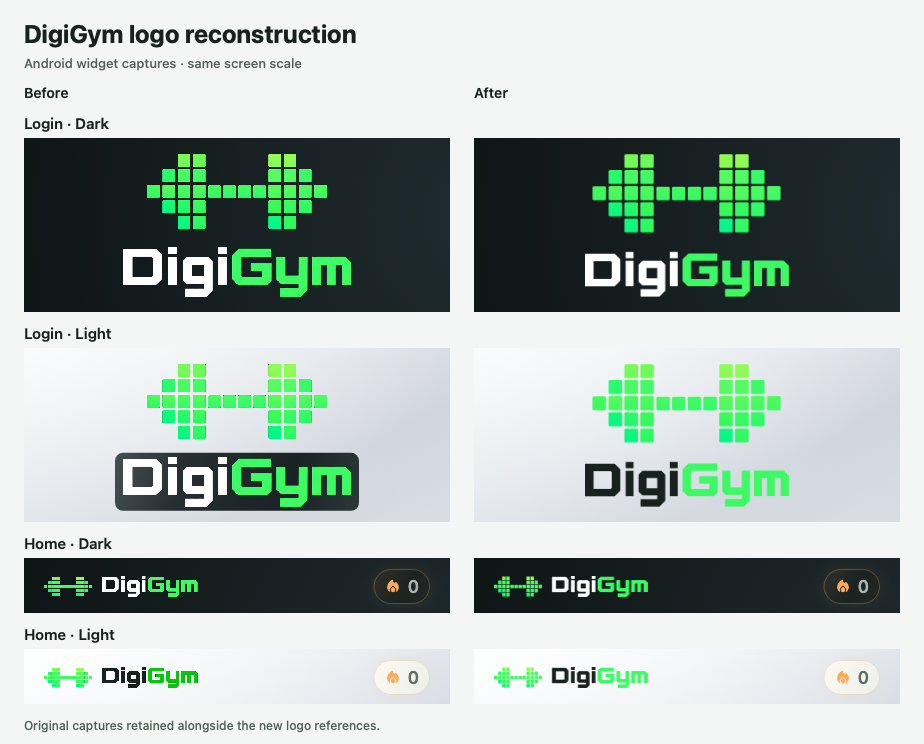 DigiGym logo reconstruction
Android widget captures · same screen scale
Before
After
Login · Dark
DigiGym
DigiGym
Login · Light
DigiGym
DigiGym
Home · Dark
DigiGym 0
DigiGym 0
Home · Light
DigiGym 0
DigiGym 0
Original captures retained alongside the new logo references.